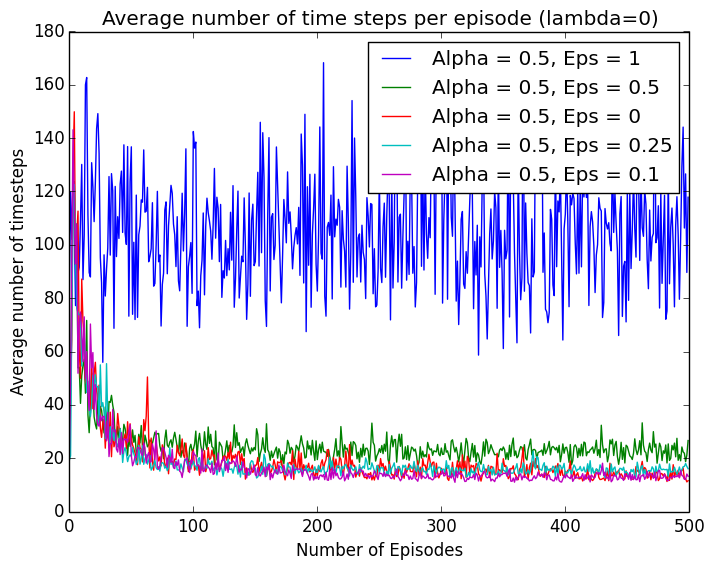 Average number of time steps per episode (lambda=0)
180
160
140
120
100
80
60
40
20
0
Average number of timesteps
Alpha = 0.5, Eps = 1
Alpha = 0.5, Eps = 0.5
Alpha = 0.5, Eps = 0
Alpha = 0.5, Eps = 0.25
Alpha = 0.5, Eps = 0.1
0 100 200 300 400 500
Number of Episodes